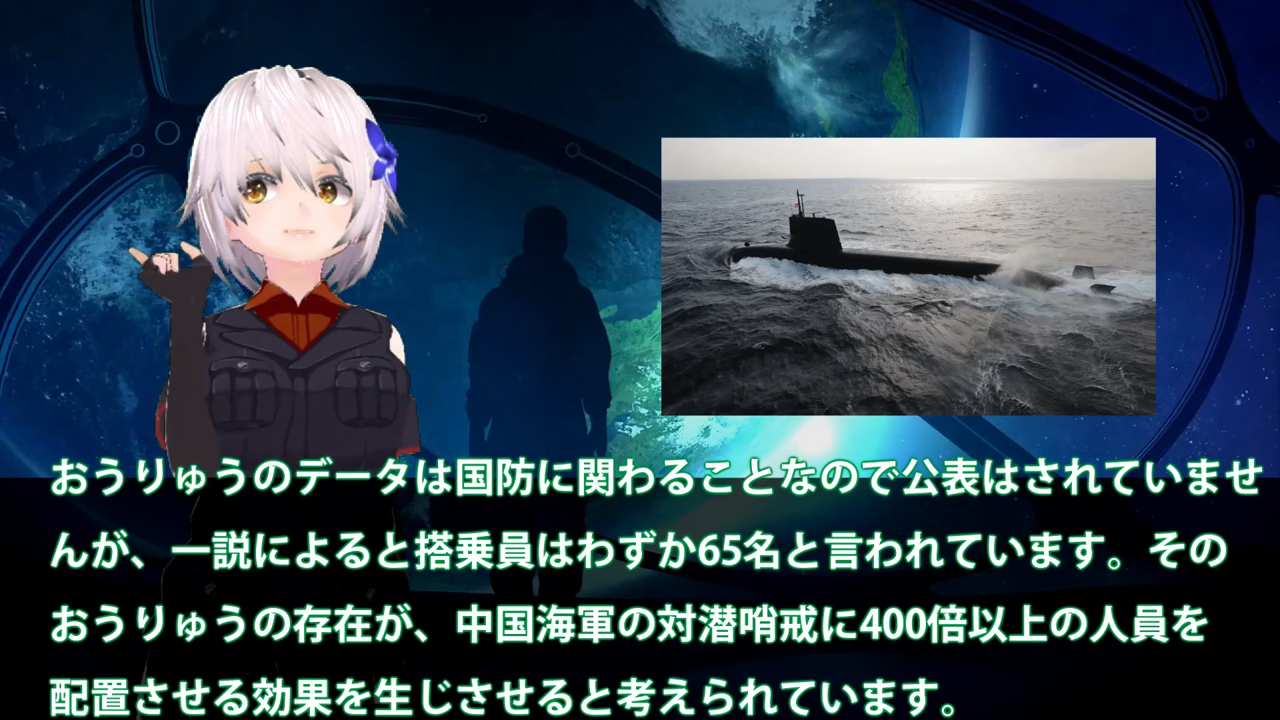 おうりゅうのデータは国防に関わることなので公表はされていませ
んが、一説によると搭乗員はわずか65名と言われています。その
おうりゅうの存在が、中国海軍の対潜哨戒に400倍以上の人員を
配置させる効果を生じさせると考えられています。